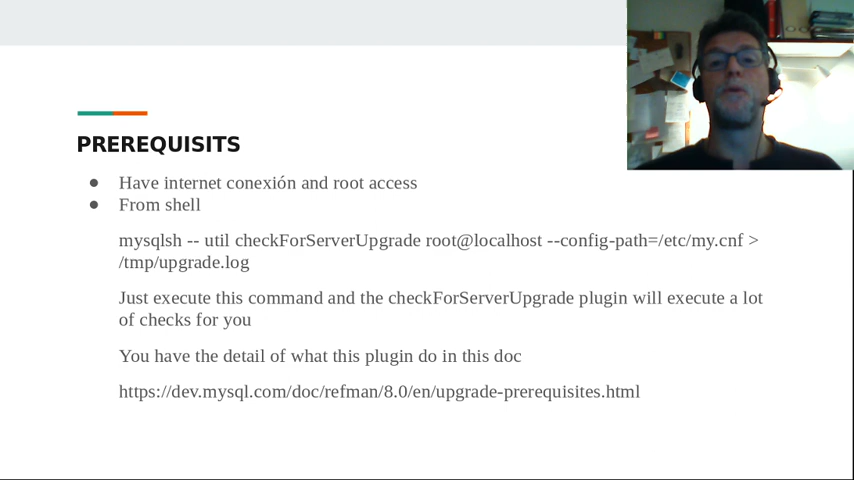 PREREQUISITS
● Have internet conexión and root access
● From shell
mysqlsh -- util checkForServerUpgrade root@localhost --config-path=/etc/my.cnf >
/tmp/upgrade.log
Just execute this command and the checkForServerUpgrade plugin will execute a lot
of checks for you
You have the detail of what this plugin do in this doc
https://dev.mysql.com/doc/refman/8.0/en/upgrade-prerequisites.html